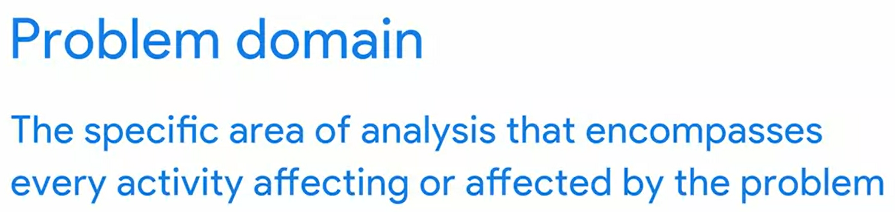 Problem domain
The specific area of analysis that encompasses
every activity affecting or affected by the problem